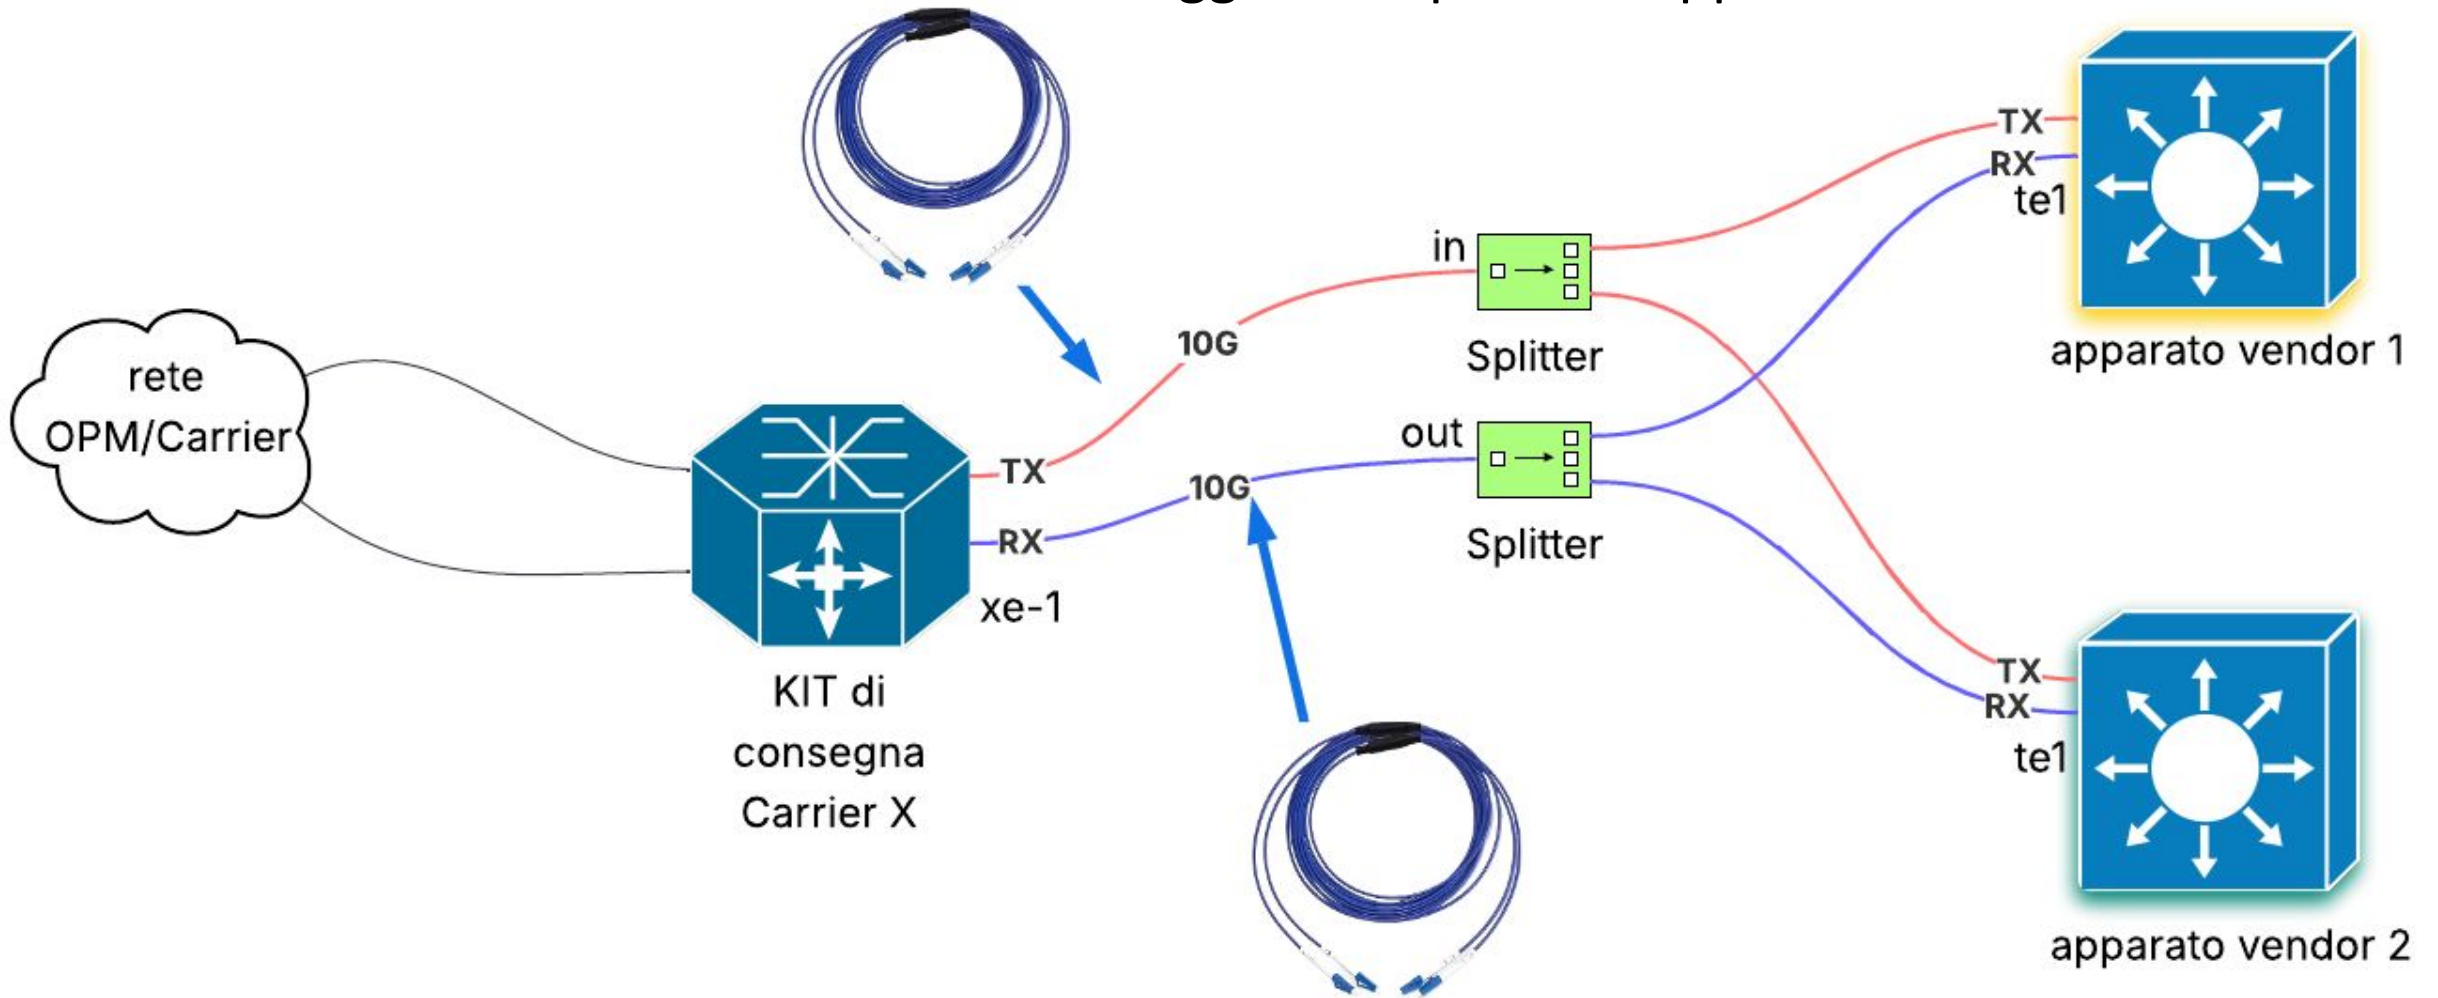 rete
OPM/Carrier
KIT di
consegna
Carrier X
TX
RX
xe-1
10G
10G
in
Splitter
out
Splitter
TX
RX
te1
apparato vendor 1
TX
RX
te1
apparato vendor 2